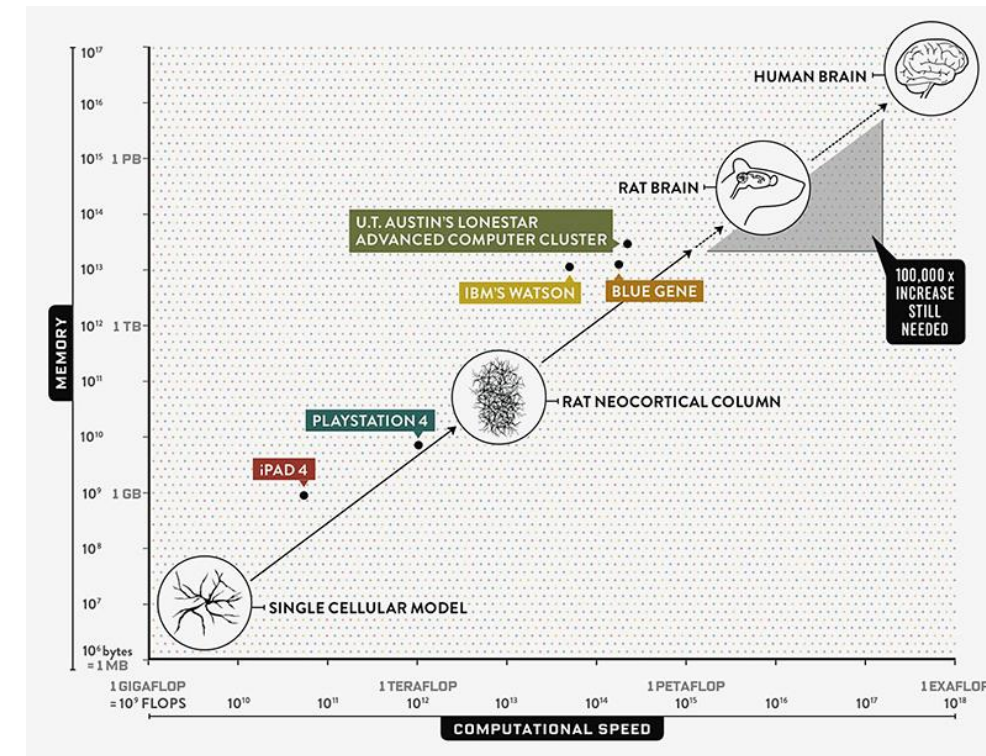 10¹⁷
HUMAN BRAIN
10¹⁶
10¹⁵ 1 PB
RAT BRAIN
10¹⁴
U.T. AUSTIN'S LONESTAR
ADVANCED COMPUTER CLUSTER
10¹³
IBM'S WATSON
BLUE GENE
100,000 x
INCREASE
STILL
NEEDED
10¹² 1 TB
MEMORY
10¹¹
RAT NEOCORTICAL COLUMN
PLAYSTATION 4
10¹⁰
iPAD 4
10⁹ 1 GB
10⁸
10⁷
SINGLE CELLULAR MODEL
10⁶ bytes
= 1 MB
1 GIGAFLOP 1 TERAFLOP 1 PETAFLOP 1 EXAFLOP
= 10⁹ FLOPS 10¹⁰ 10¹¹ 10¹² 10¹³ 10¹⁴ 10¹⁵ 10¹⁶ 10¹⁷ 10¹⁸
COMPUTATIONAL SPEED